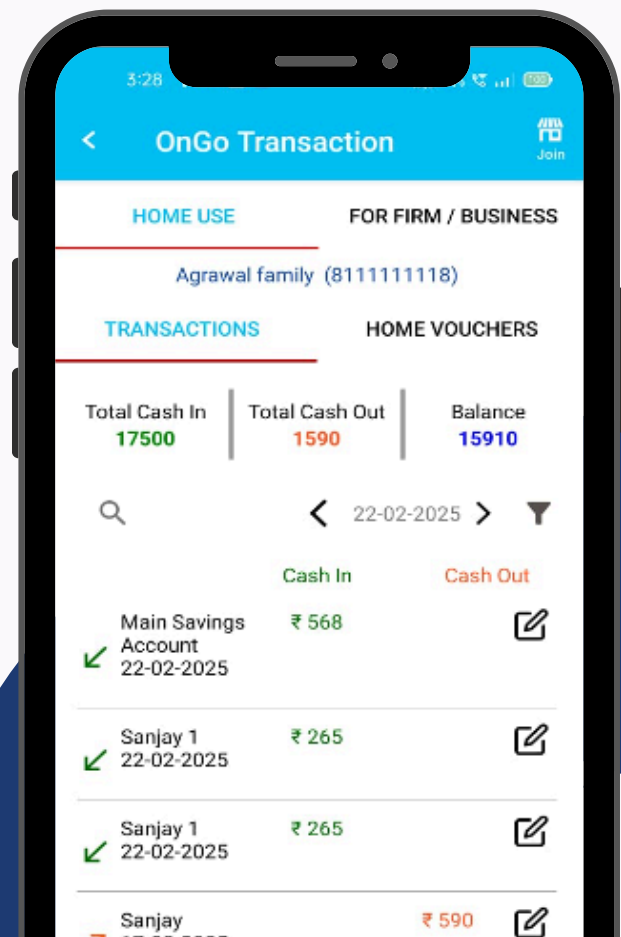 3:28
OnGo Transaction
Join
HOME USE FOR FIRM / BUSINESS
Agrawal family (8111111118)
TRANSACTIONS HOME VOUCHERS
Total Cash In Total Cash Out Balance
17500 1590 15910
22-02-2025
Cash In Cash Out
Main Savings ₹ 568
Account
22-02-2025
Sanjay 1 ₹ 265
22-02-2025
Sanjay 1 ₹ 265
22-02-2025
Sanjay ₹ 590